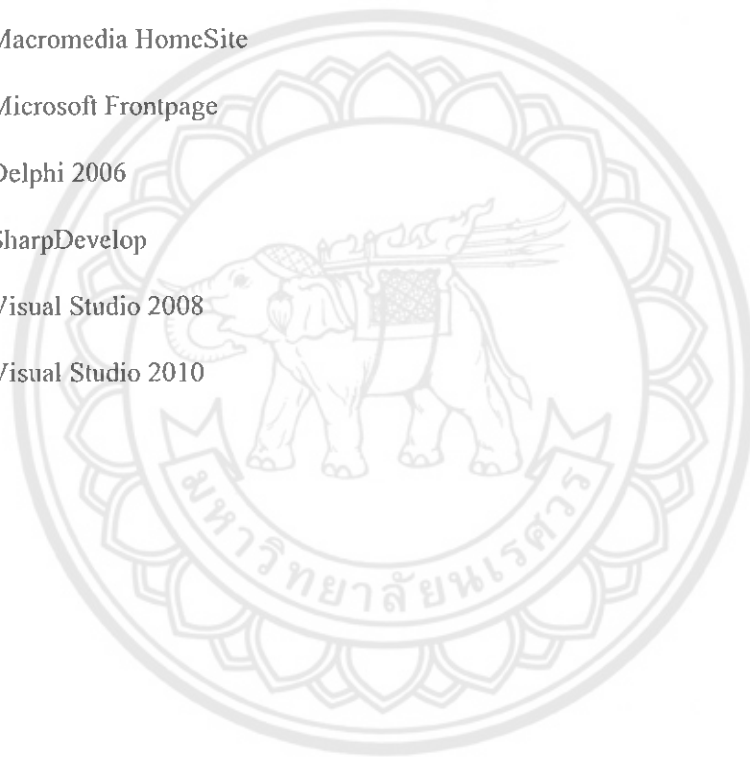 Macromedia HomeSite
Microsoft Frontpage
Delphi 2006
SharpDevelop
Visual Studio 2008
Visual Studio 2010
มหาวิทยาลัยนเรศวร